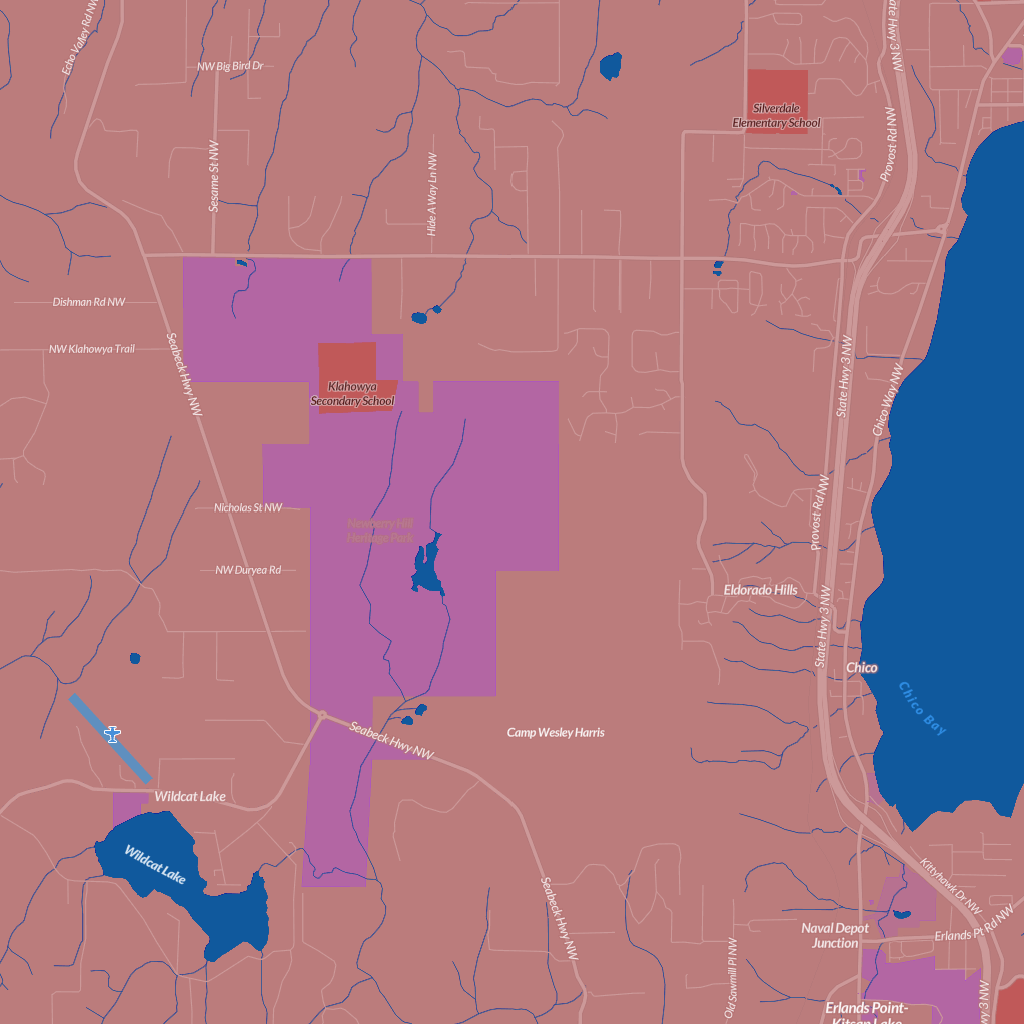 Echo Valley Rd NW
NW Big Bird Dr
State Hwy 3 NW
Silverdale
Elementary School
Provost Rd NW
Sesame St NW
Hide A Way Ln NW
Dishman Rd NW
NW Klahowya Trail
Seabeck Hwy NW
Klahowya
Secondary School
State Hwy 3 NW
Chico Way NW
Nicholas St NW
Newberry Hill
Heritage Park
Provost Rd NW
NW Duryea Rd
Eldorado Hills
State Hwy 3 NW
Chico
Chico Bay
Camp Wesley Harris
Seabeck Hwy NW
Wildcat Lake
Wildcat Lake
Kittyhawk Dr NW
Seabeck Hwy NW
Naval Depot
Junction
Erlands Pt Rd NW
Old Sawmill Pl NW
Erlands Point-
Kitsap Lake
wy 3 NW